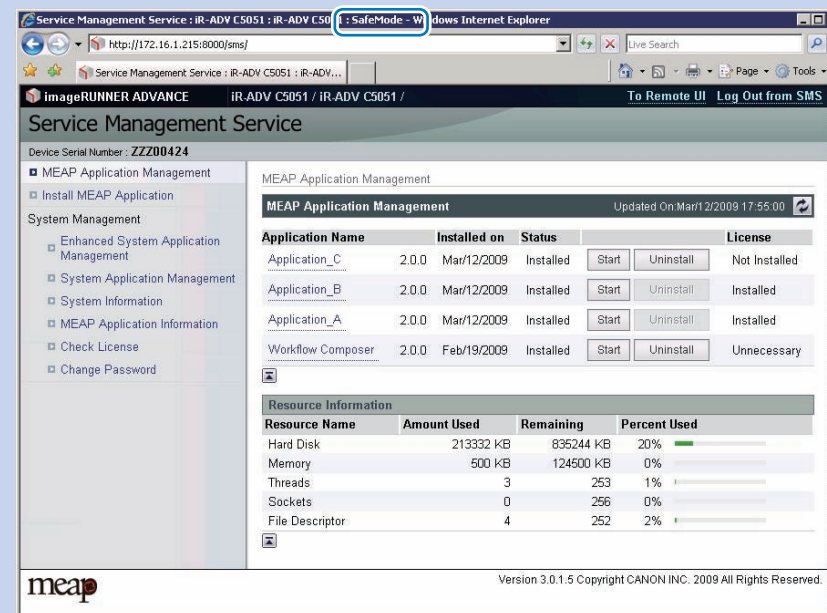 Service Management Service : iR-ADV C5051 : iR-ADV C5051 : SafeMode - Windows Internet Explorer
http://172.16.1.215:8000/sms/
Live Search
Service Management Service : iR-ADV C5051 : iR-ADV...
Page
Tools
imageRUNNER ADVANCE iR-ADV C5051 / iR-ADV C5051 / To Remote UI Log Out from SMS
Service Management Service
Device Serial Number : ZZZ00424
MEAP Application Management
Install MEAP Application
System Management
Enhanced System Application
Management
System Application Management
System Information
MEAP Application Information
Check License
Change Password
MEAP Application Management
MEAP Application Management Updated On:Mar/12/2009 17:55:00
Application Name Installed on Status License
Application_C 2.0.0 Mar/12/2009 Installed Start Uninstall Not Installed
Application_B 2.0.0 Mar/12/2009 Installed Start Uninstall Installed
Application_A 2.0.0 Mar/12/2009 Installed Start Uninstall Installed
Workflow Composer 2.0.0 Feb/19/2009 Installed Start Uninstall Unnecessary
Resource Information
Resource Name Amount Used Remaining Percent Used
Hard Disk 213332 KB 835244 KB 20%
Memory 500 KB 124500 KB 0%
Threads 3 253 1%
Sockets 0 256 0%
File Descriptor 4 252 2%
meap
Version 3.0.1.5 Copyright CANON INC. 2009 All Rights Reserved.